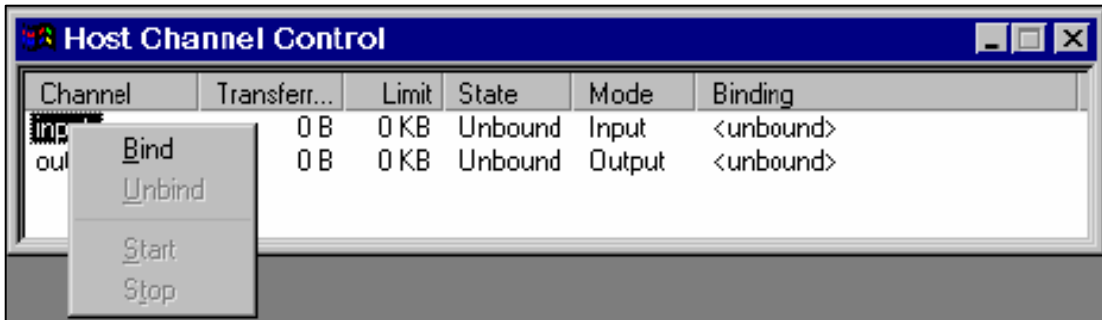 Host Channel Control
Channel Transferr... Limit State Mode Binding
0 B 0 KB Unbound Input <unbound>
0 B 0 KB Unbound Output <unbound>
Bind
Unbind
Start
Stop